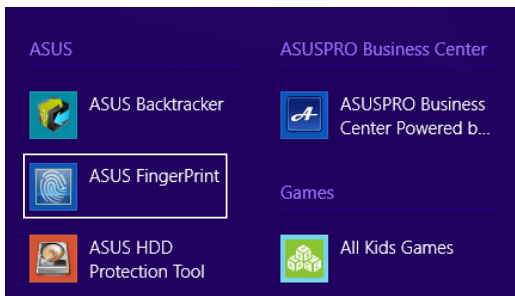 ASUS
ASUS Backtracker
ASUS FingerPrint
ASUS HDD
Protection Tool
ASUSPRO Business Center
ASUSPRO Business
Center Powered b...
Games
All Kids Games